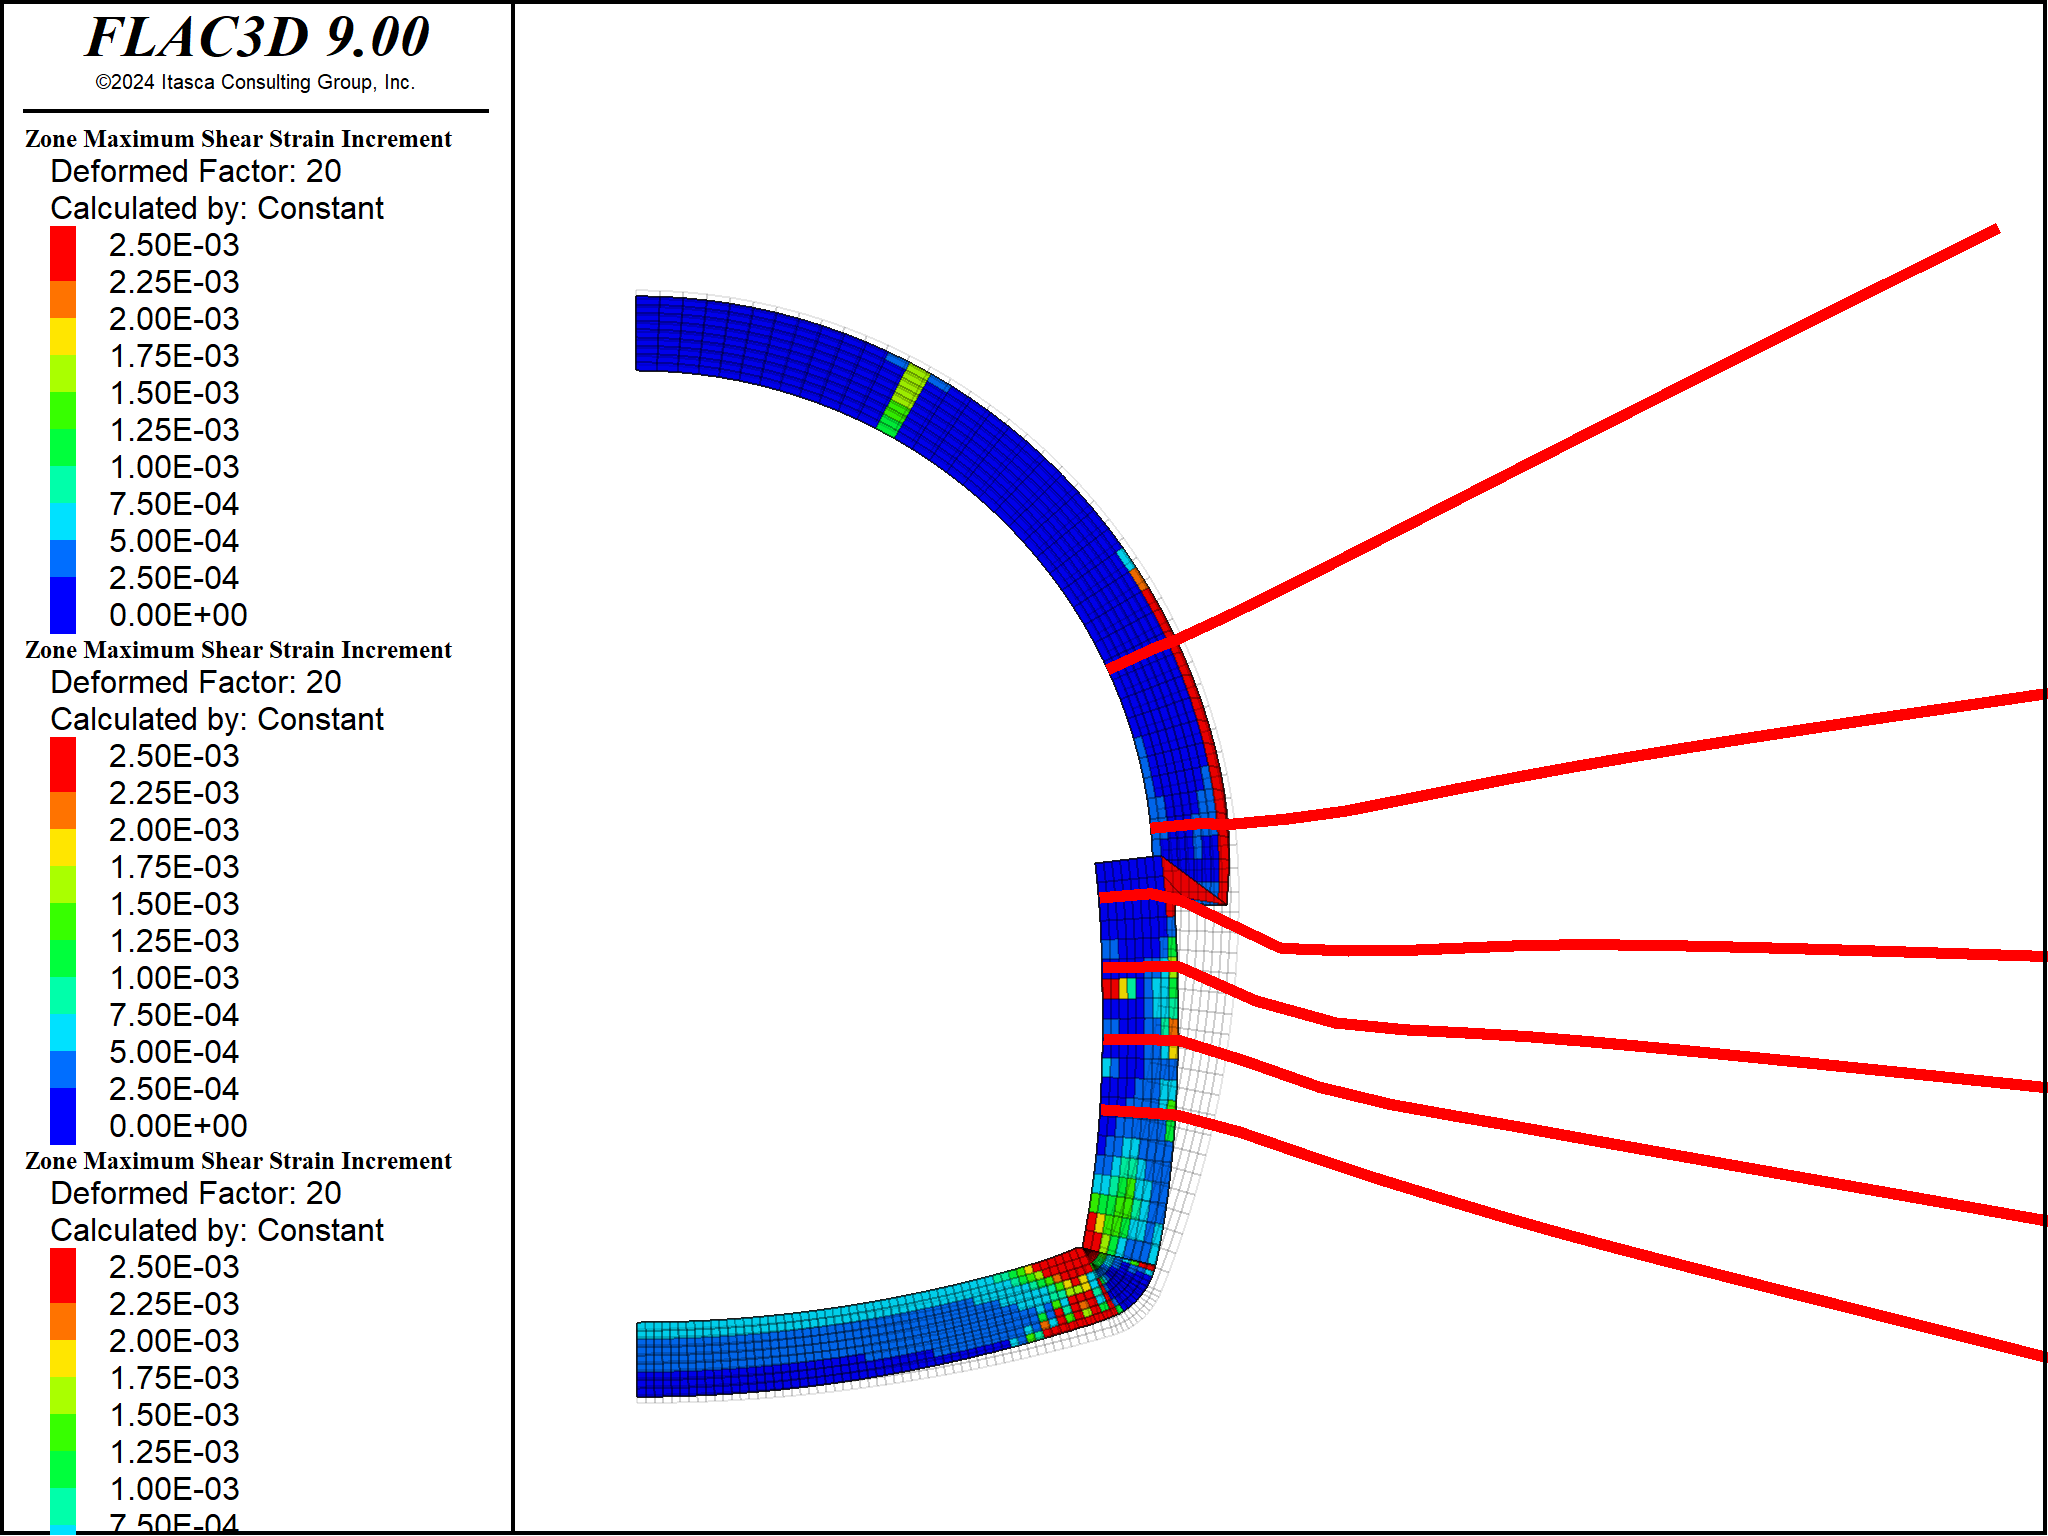 FLAC3D 9.00
©2024 Itasca Consulting Group, Inc.
Zone Maximum Shear Strain Increment
Deformed Factor: 20
Calculated by: Constant
2.50E-03
2.25E-03
2.00E-03
1.75E-03
1.50E-03
1.25E-03
1.00E-03
7.50E-04
5.00E-04
2.50E-04
0.00E+00
Zone Maximum Shear Strain Increment
Deformed Factor: 20
Calculated by: Constant
2.50E-03
2.25E-03
2.00E-03
1.75E-03
1.50E-03
1.25E-03
1.00E-03
7.50E-04
5.00E-04
2.50E-04
0.00E+00
Zone Maximum Shear Strain Increment
Deformed Factor: 20
Calculated by: Constant
2.50E-03
2.25E-03
2.00E-03
1.75E-03
1.50E-03
1.25E-03
1.00E-03
7.50E-04